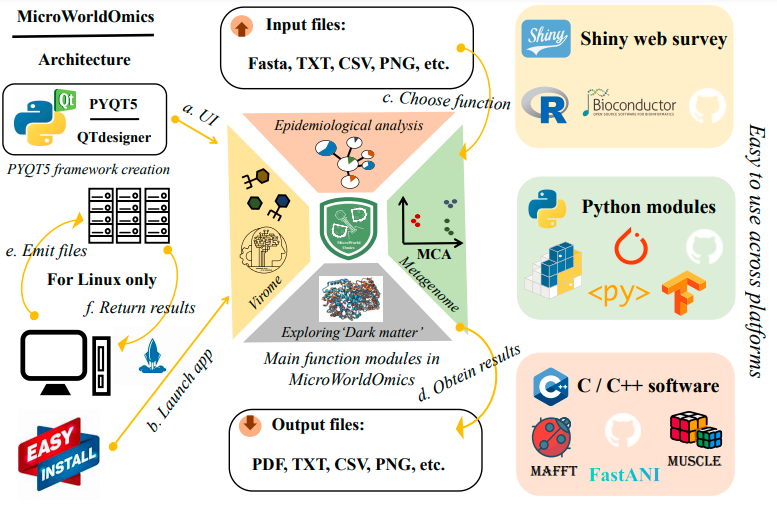 MicroWorldOmics
Architecture
Qt
PYQT5
QTdesigner
PYQT5 framework creation
a. UI
e. Emit files
For Linux only
f. Return results
b. Launch app
EASY
INSTALL
Input files:
Fasta, TXT, CSV, PNG, etc.
c. Choose function
Epidemiological analysis
Virome
MicroWorld
Omics
MCA
Metagenome
Exploring‘Dark matter’
Main function modules in
MicroWorldOmics
d. Obtein results
Output files:
PDF, TXT, CSV, PNG, etc.
Shiny
Shiny web survey
R
Bioconductor
OPEN SOURCE SOFTWARE FOR BIOINFORMATICS
Python modules
<py>
C++
C / C++ software
MAFFT
FastANI
MUSCLE
Easy to use across platforms